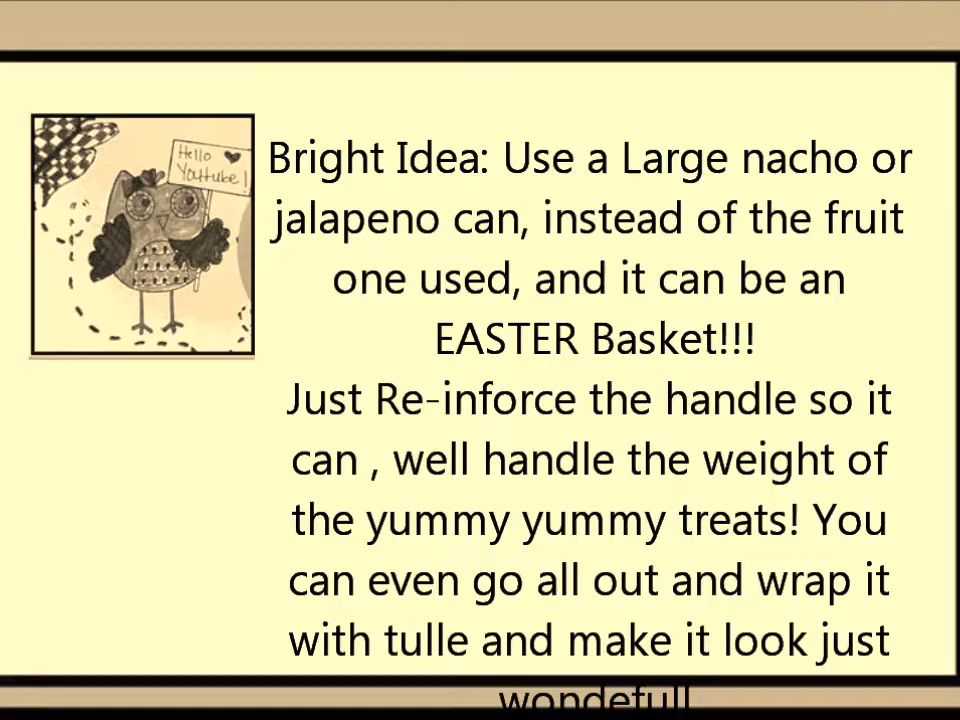 Hello
Youtube!
Bright Idea: Use a Large nacho or
jalapeno can, instead of the fruit
one used, and it can be an
EASTER Basket!!!
Just Re-inforce the handle so it
can , well handle the weight of
the yummy yummy treats! You
can even go all out and wrap it
with tulle and make it look just
wondefull